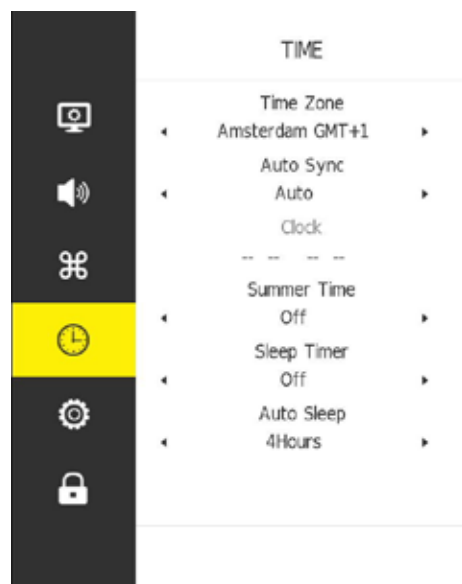 TIME
Time Zone
Amsterdam GMT+1
Auto Sync
Auto
Clock
-- -- -- --
Summer Time
Off
Sleep Timer
Off
Auto Sleep
4Hours